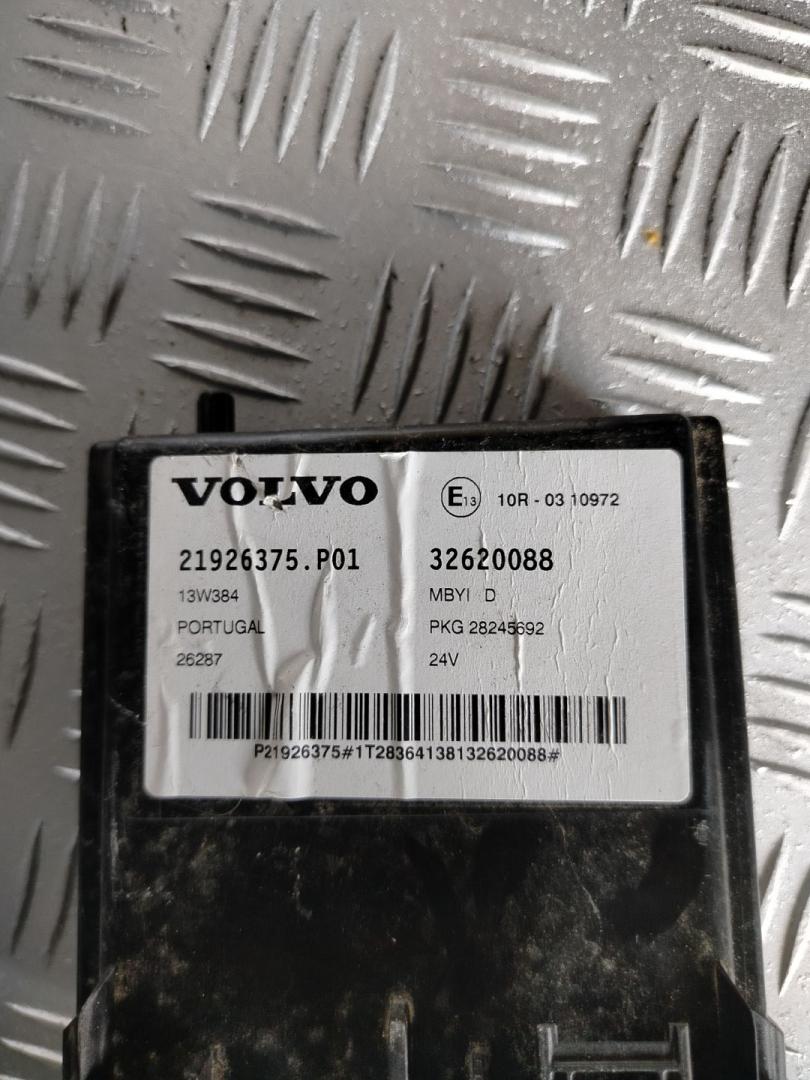 VOLVO E13 10R - 03 10972
21926375.P01 32620088
13W384 MBYI D
PORTUGAL PKG 28245692
26287 24V
P21926375#1T28364138132620088#